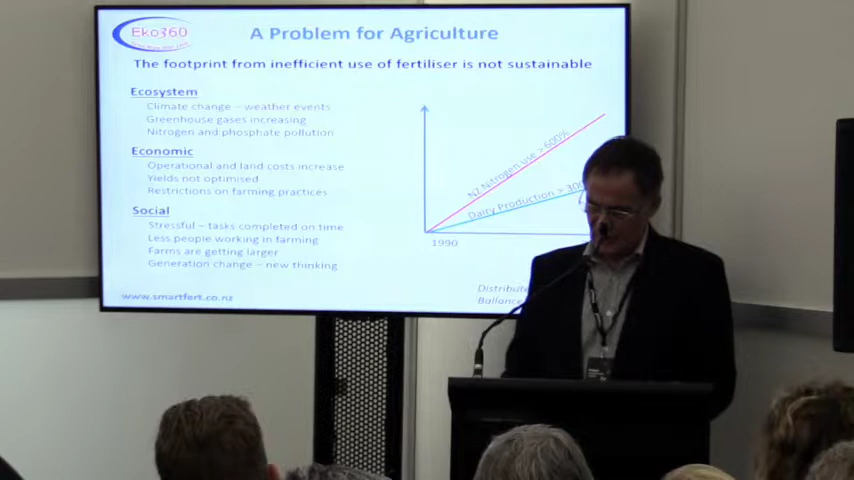 Eko360
A Problem for Agriculture
The footprint from inefficient use of fertiliser is not sustainable
Ecosystem
Climate change – weather events
Greenhouse gases increasing
Nitrogen and phosphate pollution
Economic
Operational and land costs increase
Yields not optimised
Restrictions on farming practices
Social
Stressful – tasks completed on time
Less people working in farming
Farms are getting larger
Generation change – new thinking
NZ Nitrogen use >600%
Dairy Production > 300
1990
www.smartfert.co.nz
Distribute
Ballance